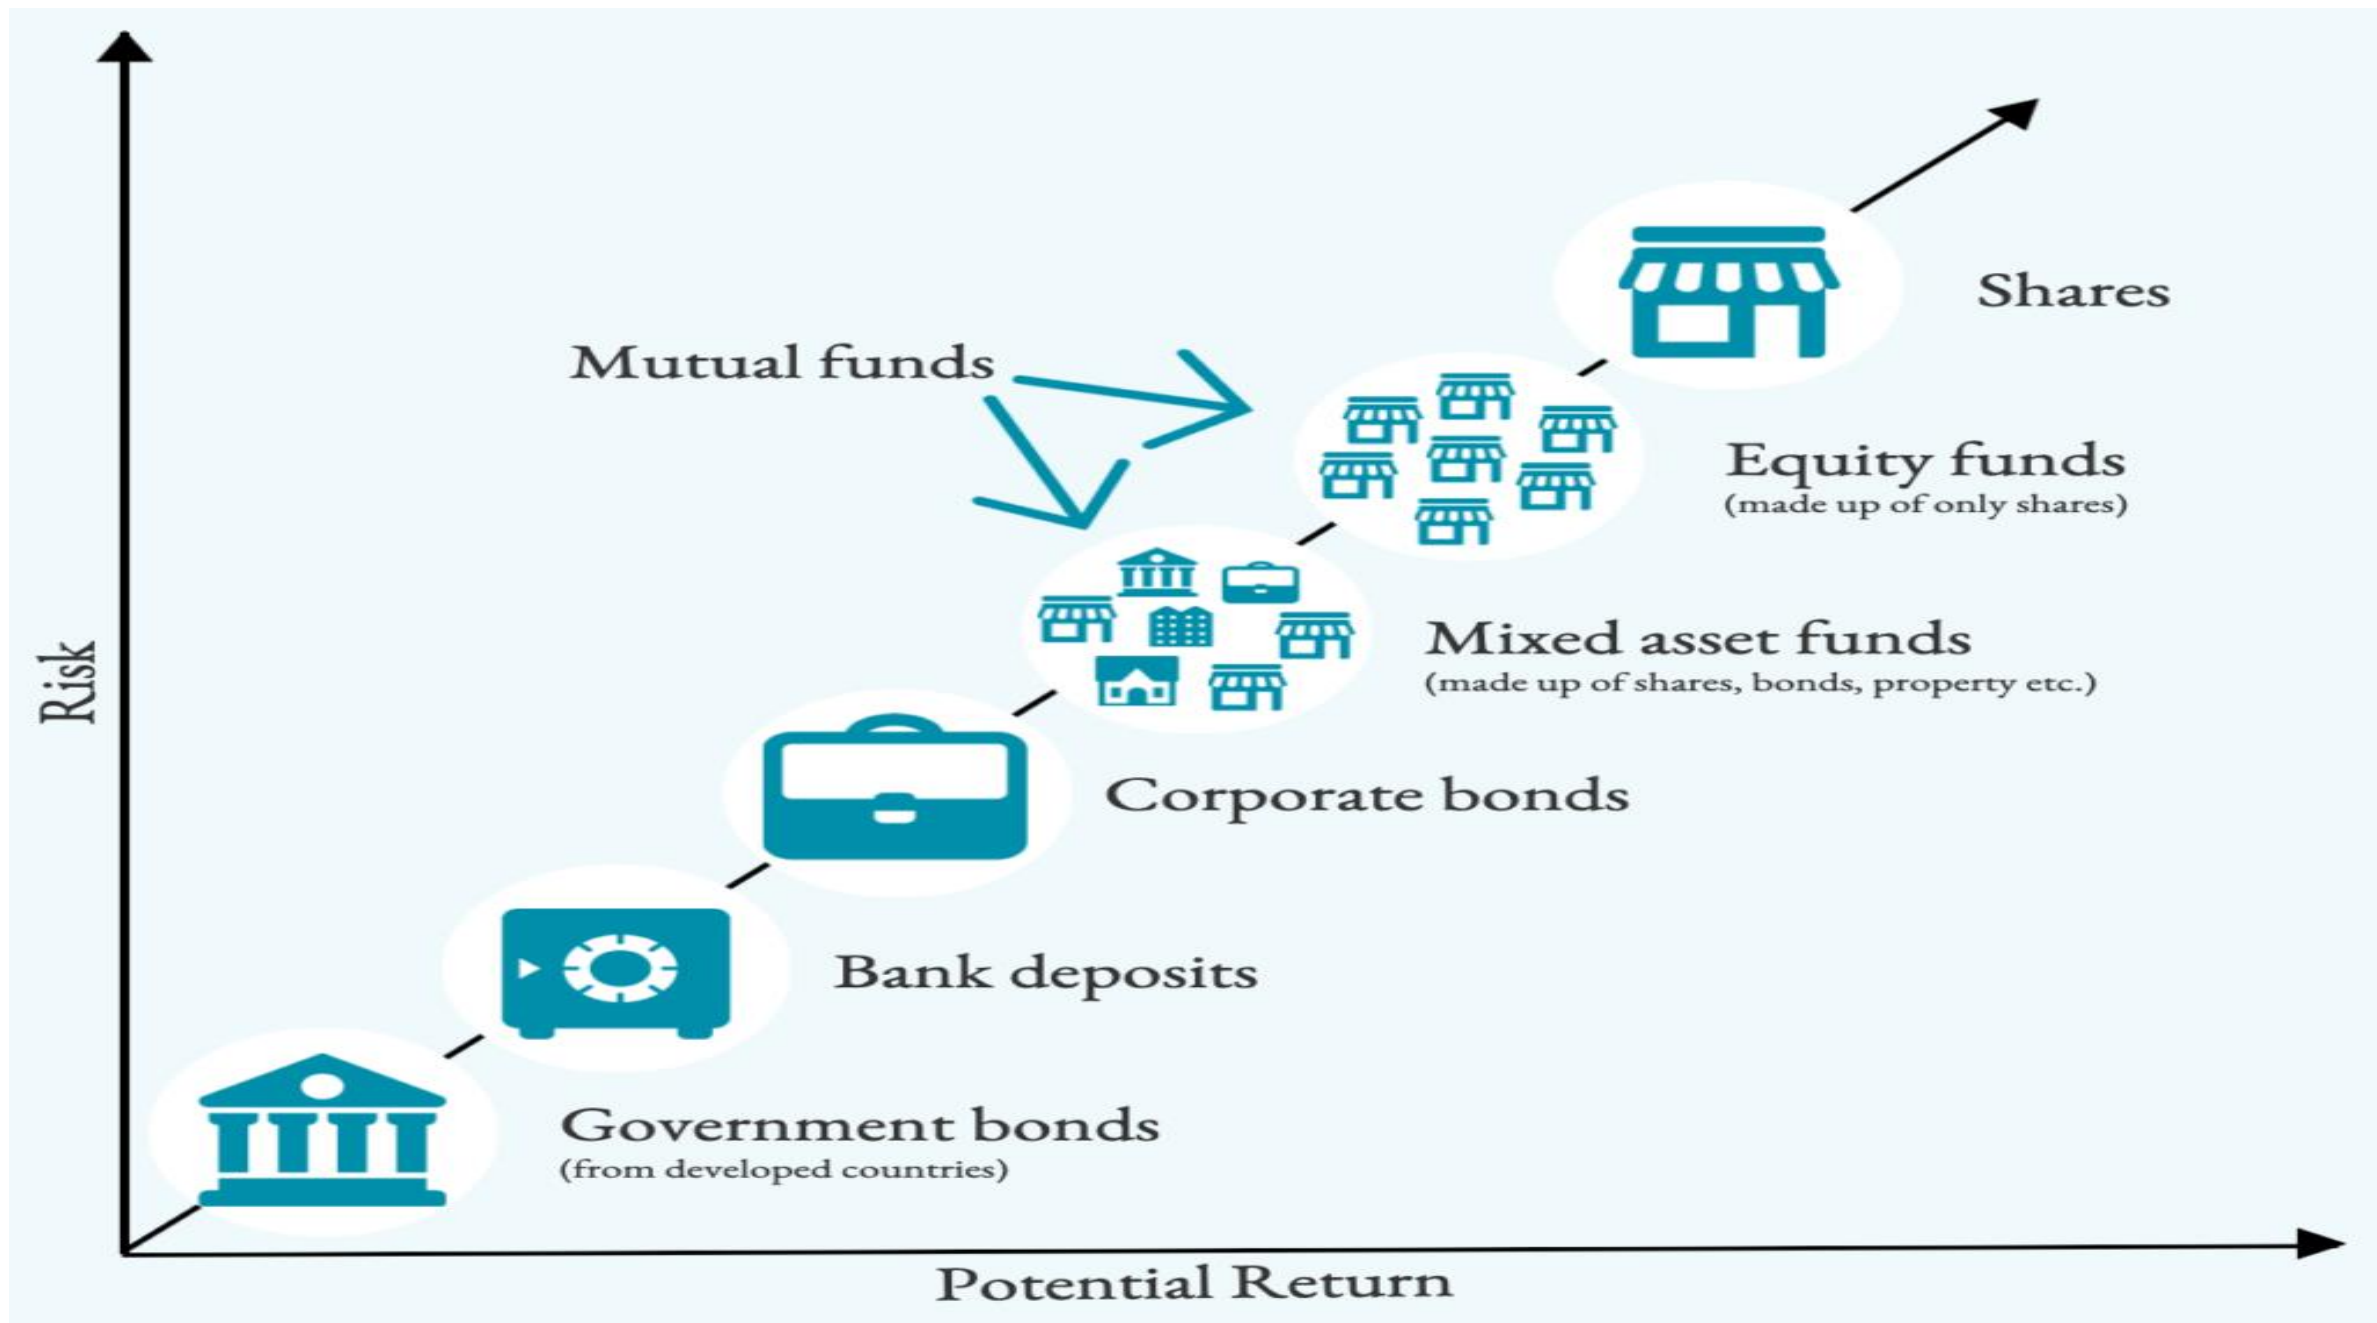 Shares
Mutual funds
Equity funds
(made up of only shares)
Mixed asset funds
(made up of shares, bonds, property etc.)
Risk
Corporate bonds
Bank deposits
Government bonds
(from developed countries)
Potential Return